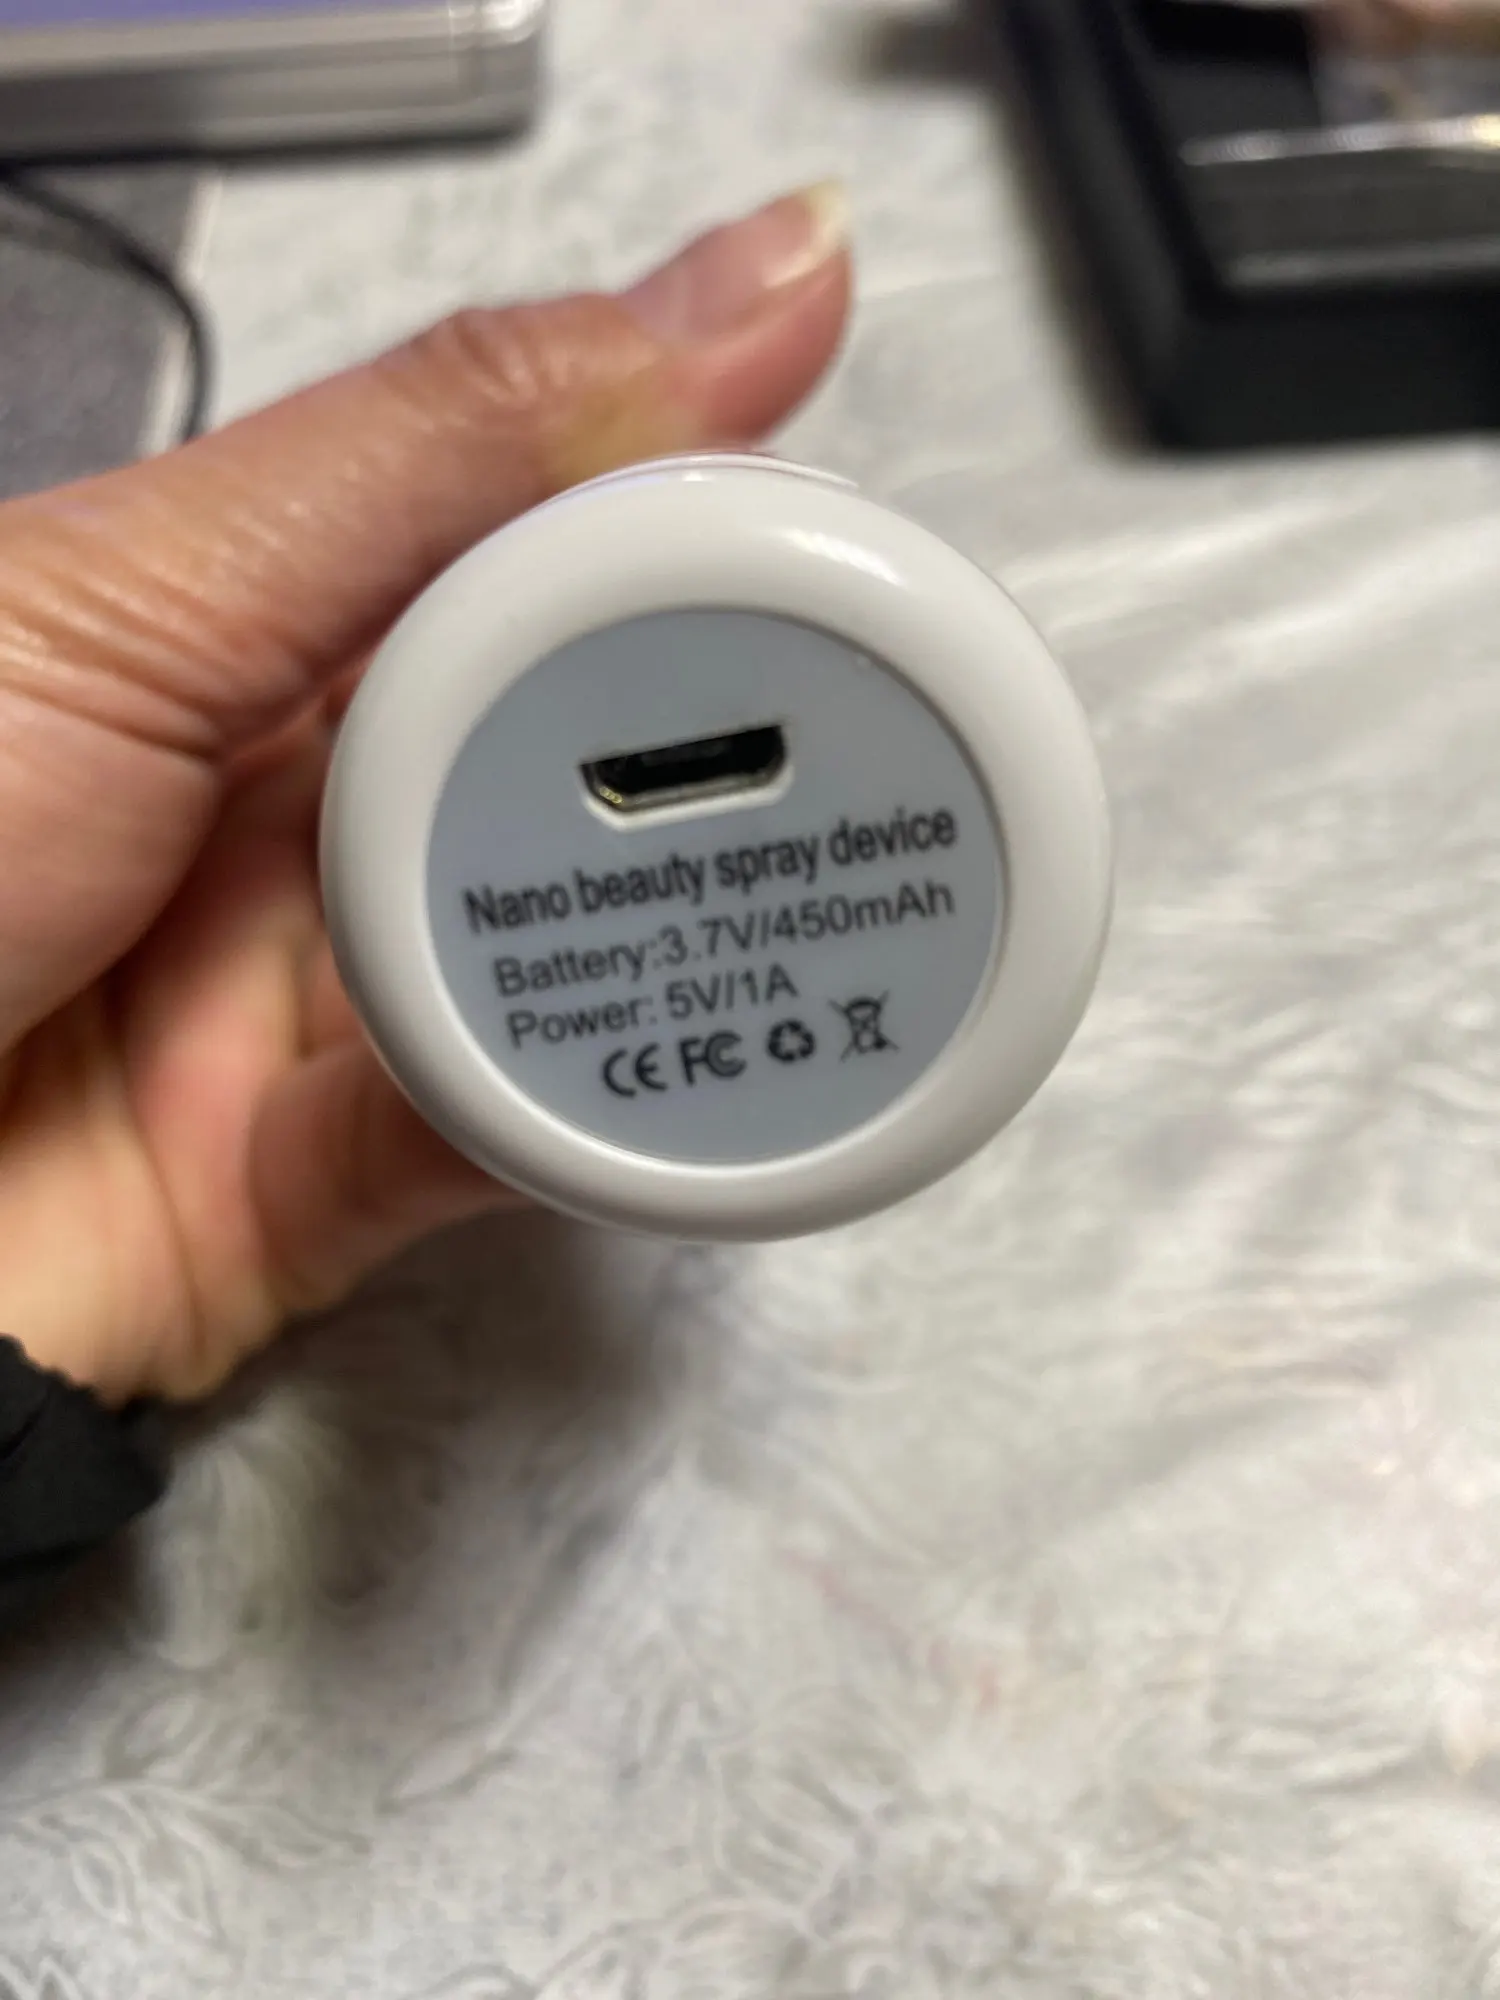 Nano beauty spray device
Battery:3.7V/450mAh
Power: 5V/1A
CE FC